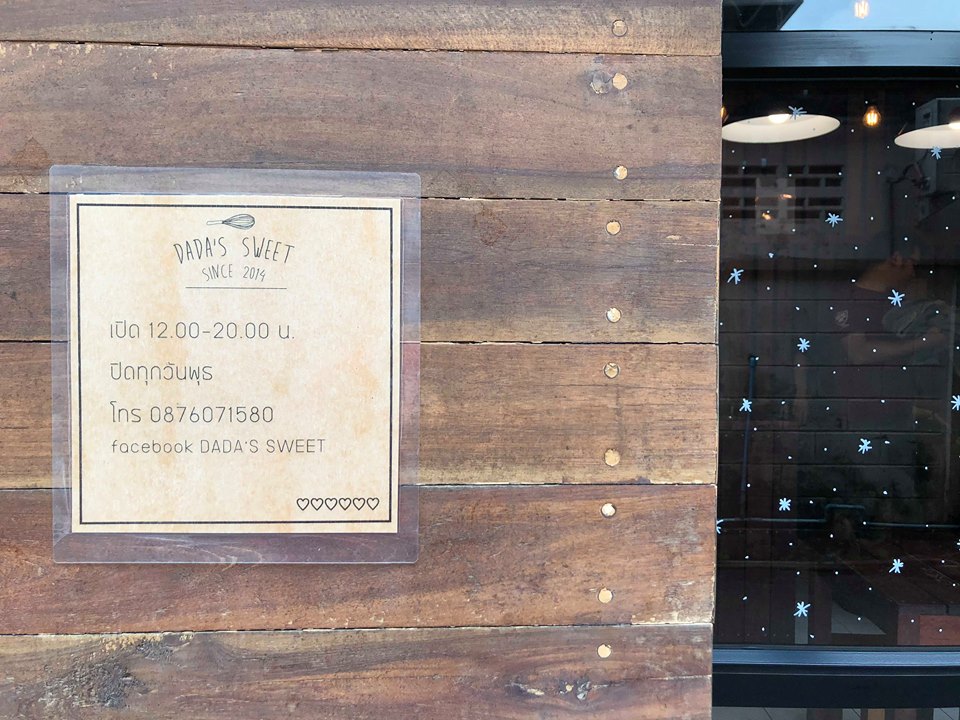 DADA'S SWEET
SINCE 2014
เปิด 12.00-20.00 น.
ปิดทุกวันพุธ
โทร 0876071580
facebook DADA'S SWEET